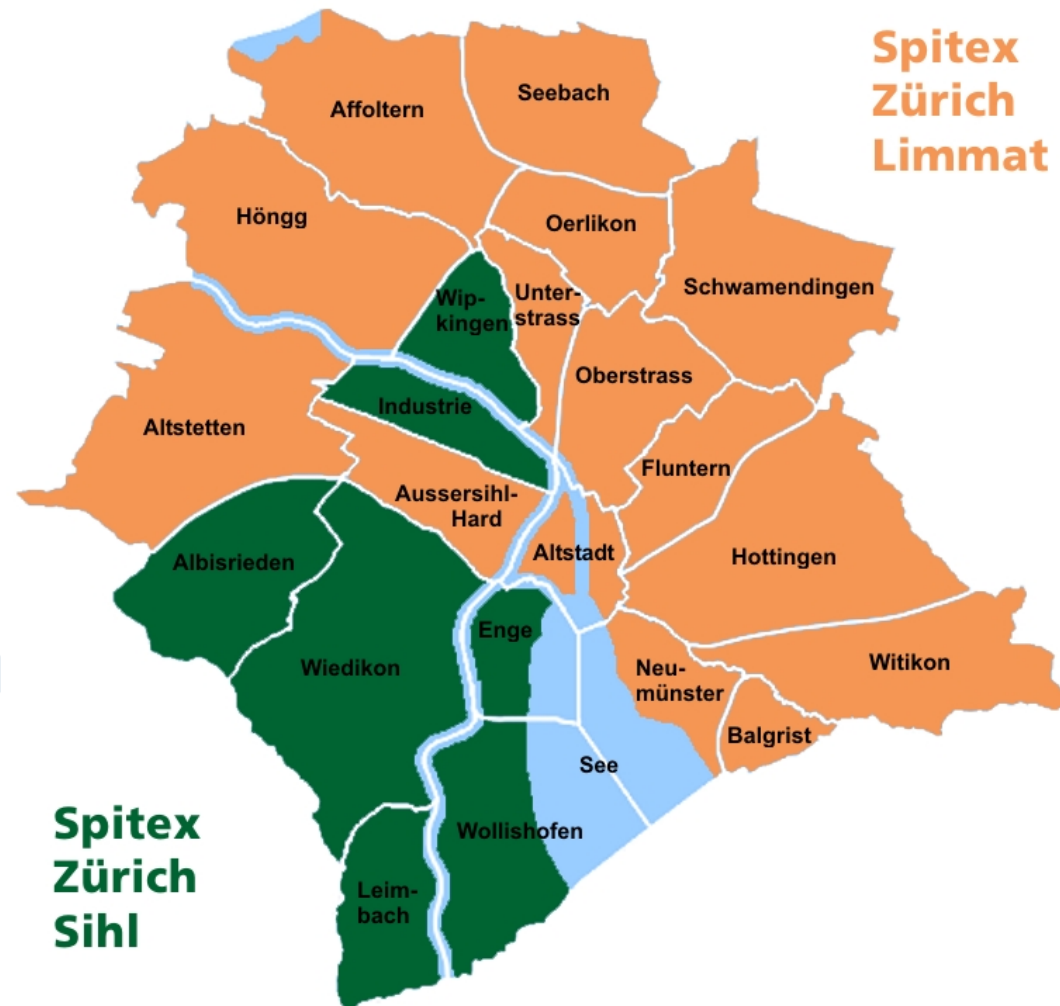 Spitex
Zürich
Limmat
Seebach
Affoltern
Höngg
Oerlikon
Schwamendingen
Wip-
kingen
Unter-
strass
Oberstrass
Industrie
Altstetten
Fluntern
Aussersihl-
Hard
Altstadt
Hottingen
Albisrieden
Enge
Wiedikon
Neu-
münster
Witikon
Balgrist
See
Wollishofen
Leim-
bach
Spitex
Zürich
Sihl